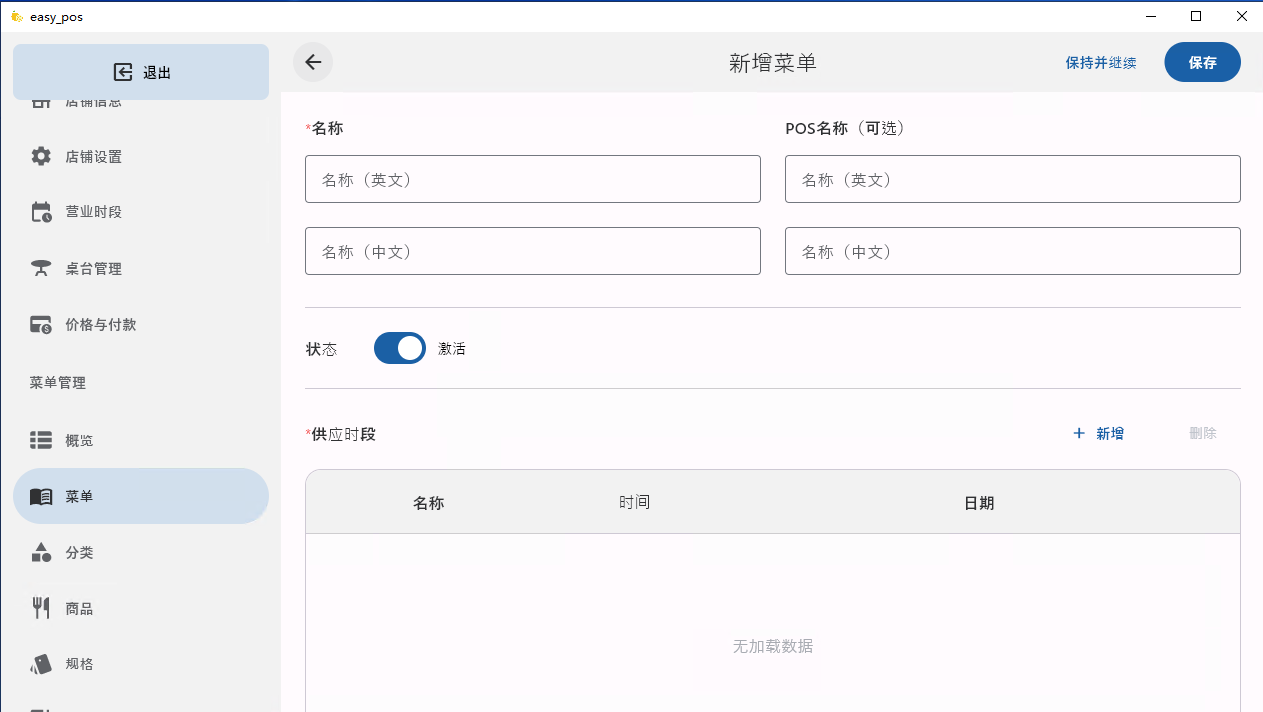 easy_pos
退出
店铺信息
店铺设置
营业时段
桌台管理
价格与付款
菜单管理
概览
菜单
分类
商品
规格
新增菜单
保持并继续
保存
*名称
POS名称（可选）
名称（英文）
名称（英文）
名称（中文）
名称（中文）
状态
激活
*供应时段
+ 新增
删除
名称
时间
日期
无加载数据